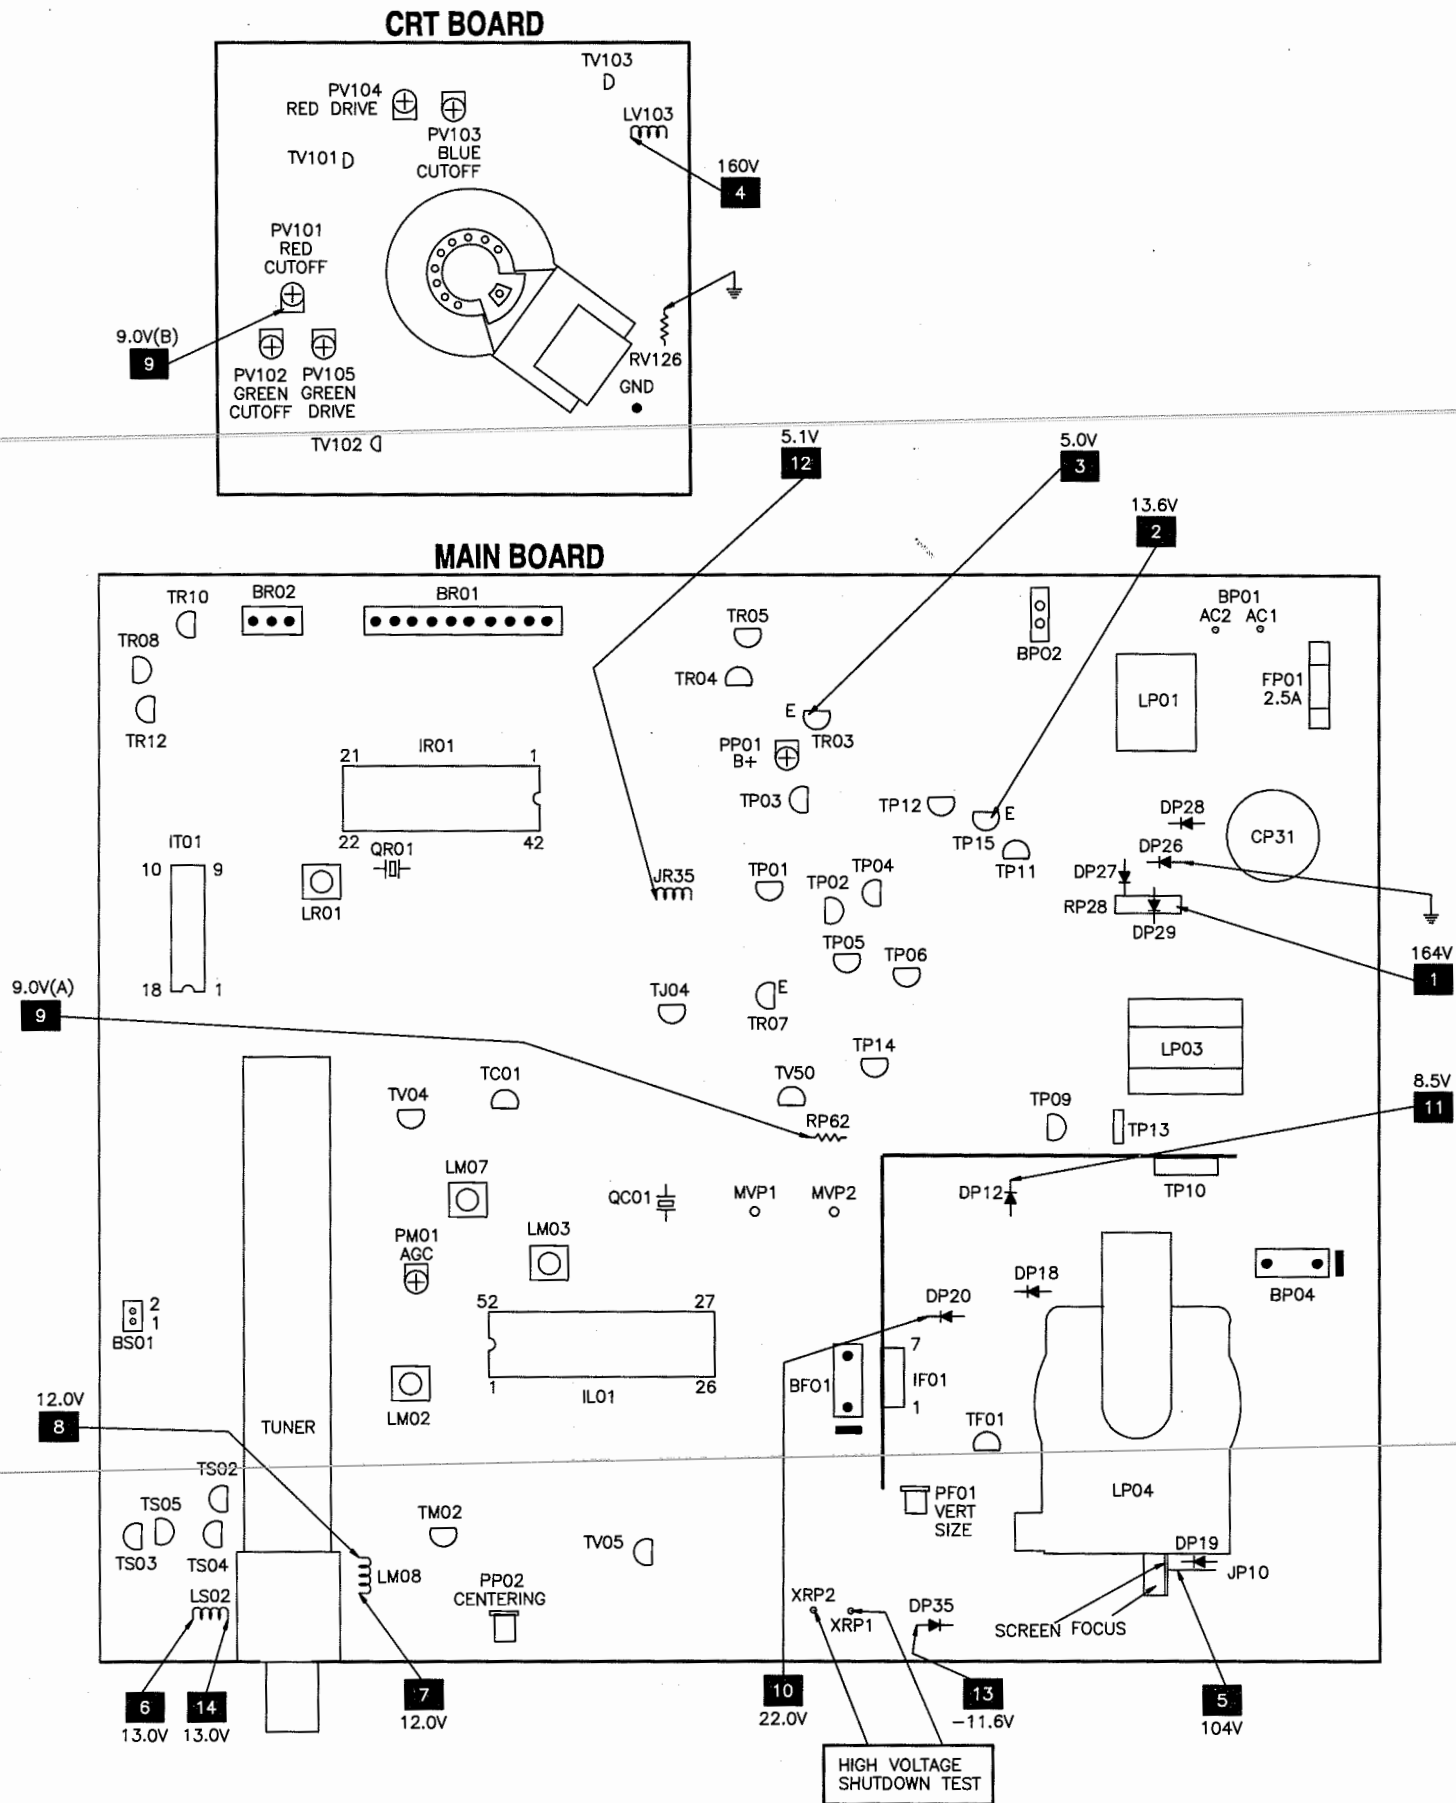 CRT BOARD
TV103
PV104
RED DRIVE
LV103
PV103
BLUE
CUTOFF
TV101
160V
4
PV101
RED
CUTOFF
9.0V(B)
9
RV126
PV102
GREEN
CUTOFF
PV105
GREEN
DRIVE
GND
TV102
5.1V
12
5.0V
3
13.6V
2
MAIN BOARD
TR10
BR02
BR01
TR05
BP02
BP01
AC2 AC1
TR08
TR04
FP01
2.5A
LP01
TR12
E
TR03
PP01
B+
21
IR01
1
TP03
TP12
E
TP15
DP28
CP31
22
42
IT01
QR01
TP11
DP26
10
9
LR01
JR35
TP01
TP02
TP04
DP27
RP28
DP29
TP05
TP06
164V
1
9.0V(A)
9
18
1
TJ04
E
TR07
LP03
TP14
8.5V
11
TV04
TC01
TV50
RP62
TP09
TP13
LM07
QC01
MVP1
MVP2
DP12
TP10
PM01
AGC
LM03
DP18
BP04
52
27
DP20
2
1
BS01
7
BF01
IF01
1
1
IL01
26
LM02
12.0V
8
TUNER
TF01
TS02
LP04
TS05
TM02
PF01
VERT
SIZE
TS03
TS04
TV05
DP19
JP10
LS02
LM08
PP02
CENTERING
XRP2
XRP1
DP35
SCREEN FOCUS
6
13.0V
14
13.0V
7
12.0V
10
22.0V
13
-11.6V
5
104V
HIGH VOLTAGE
SHUTDOWN TEST